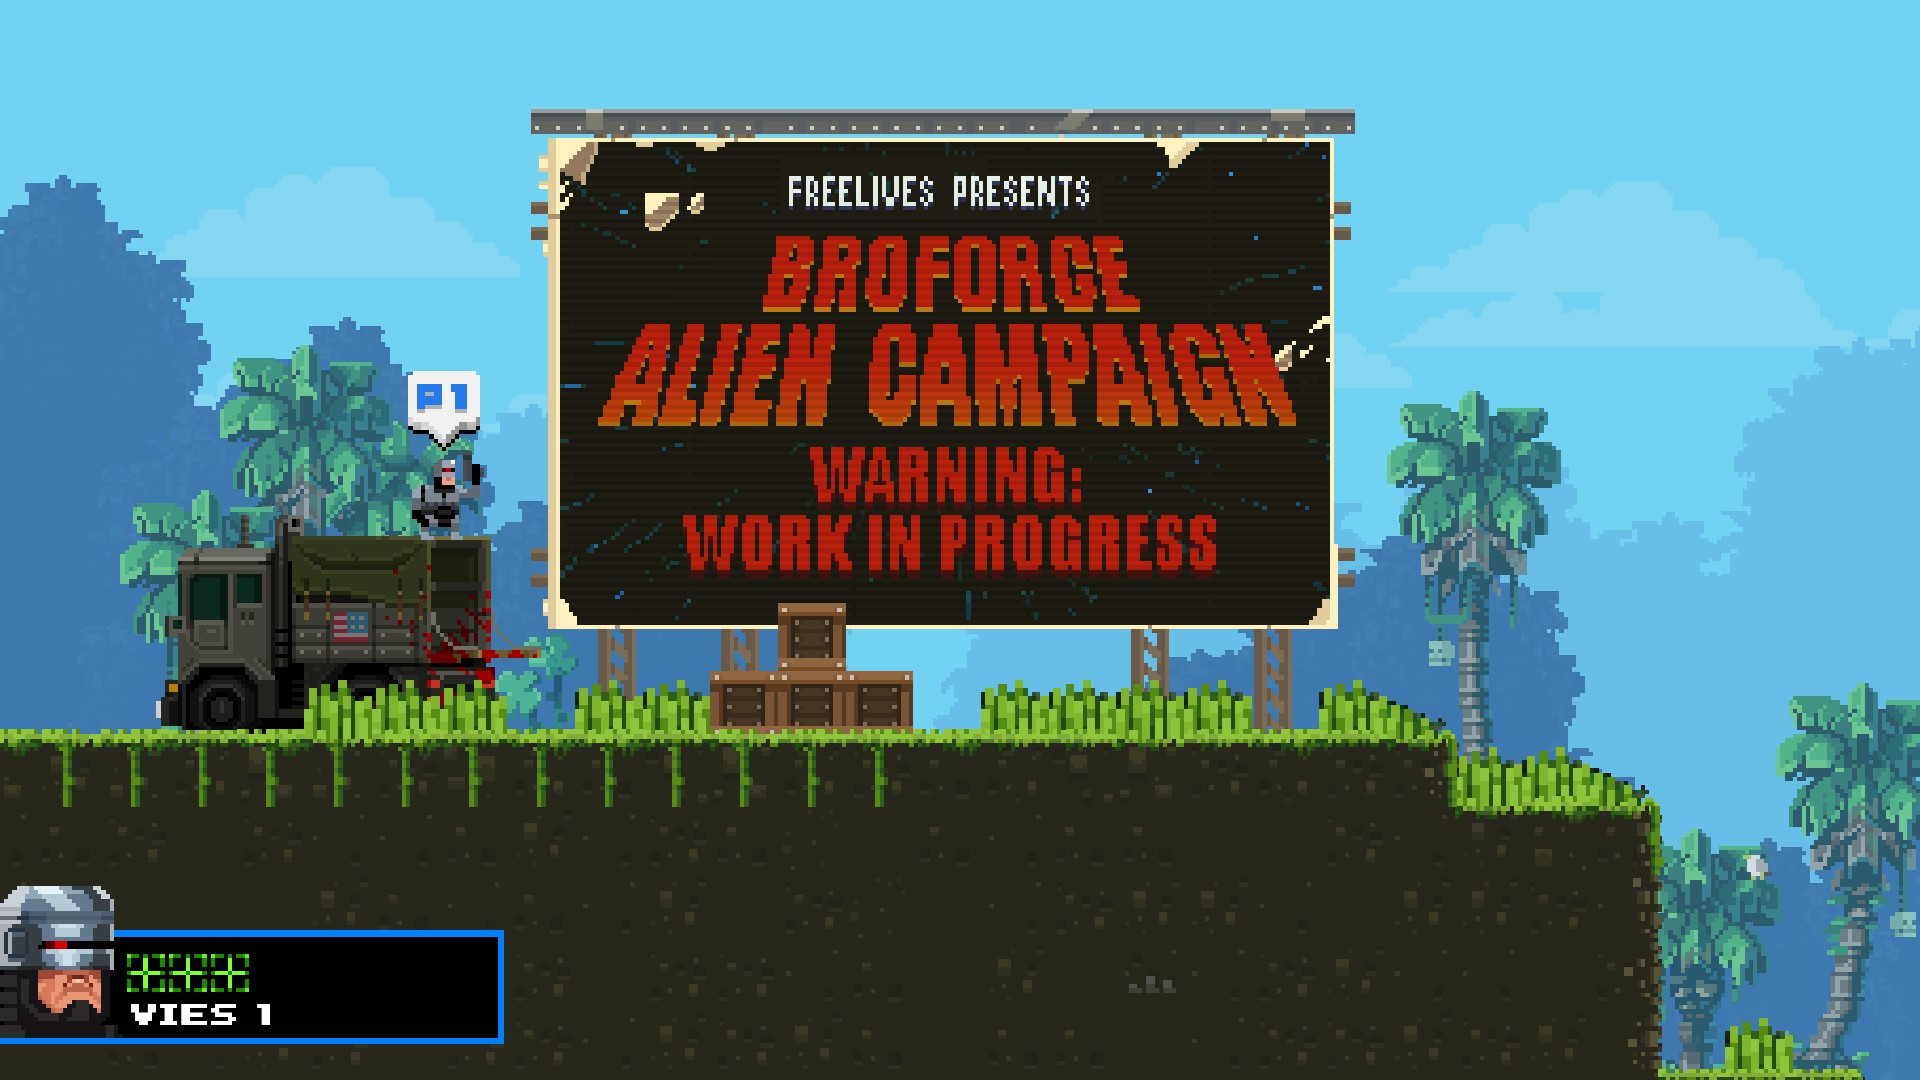 FREELIVES PRESENTS
BROFORGE
ALIEN CAMPAIGN
WARNING:
WORK IN PROGRESS
P1
VIES 1